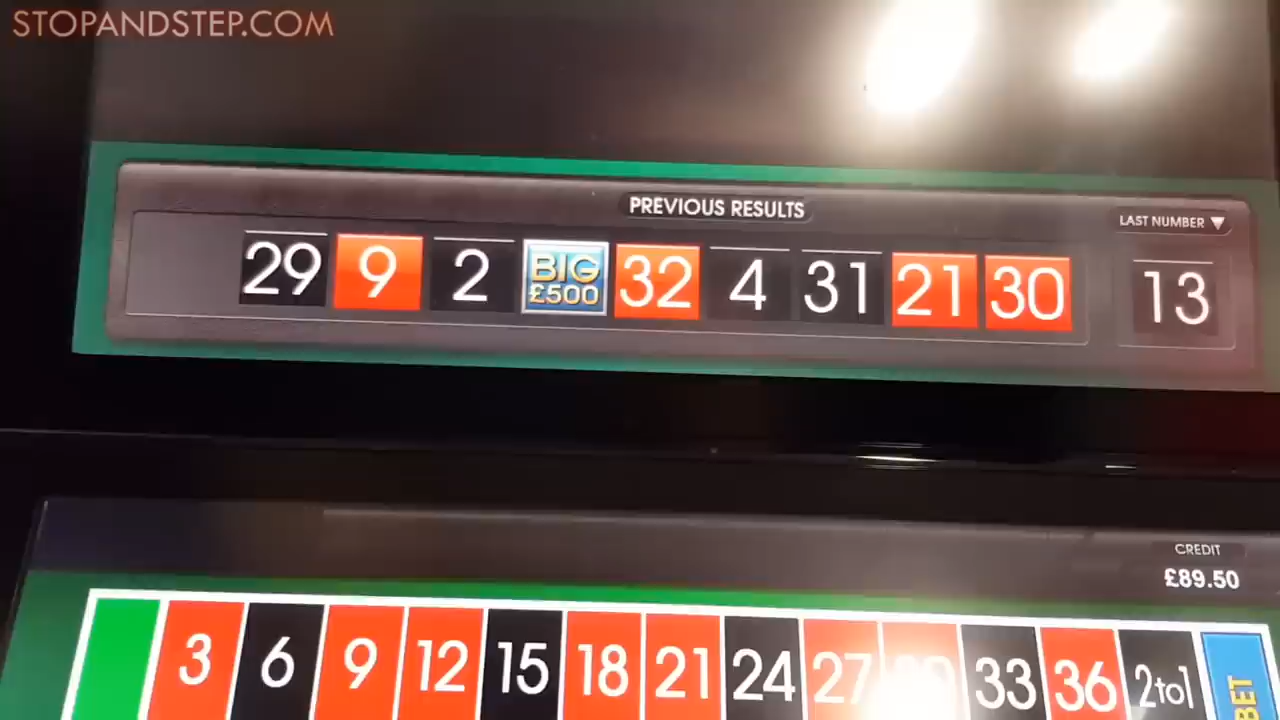 STOPANDSTEP.COM
PREVIOUS RESULTS
LAST NUMBER
29 9 2 BIG £500 32 4 31 21 30 13
CREDIT
£89.50
3 6 9 12 15 18 21 24 27 33 36 2to1 BET